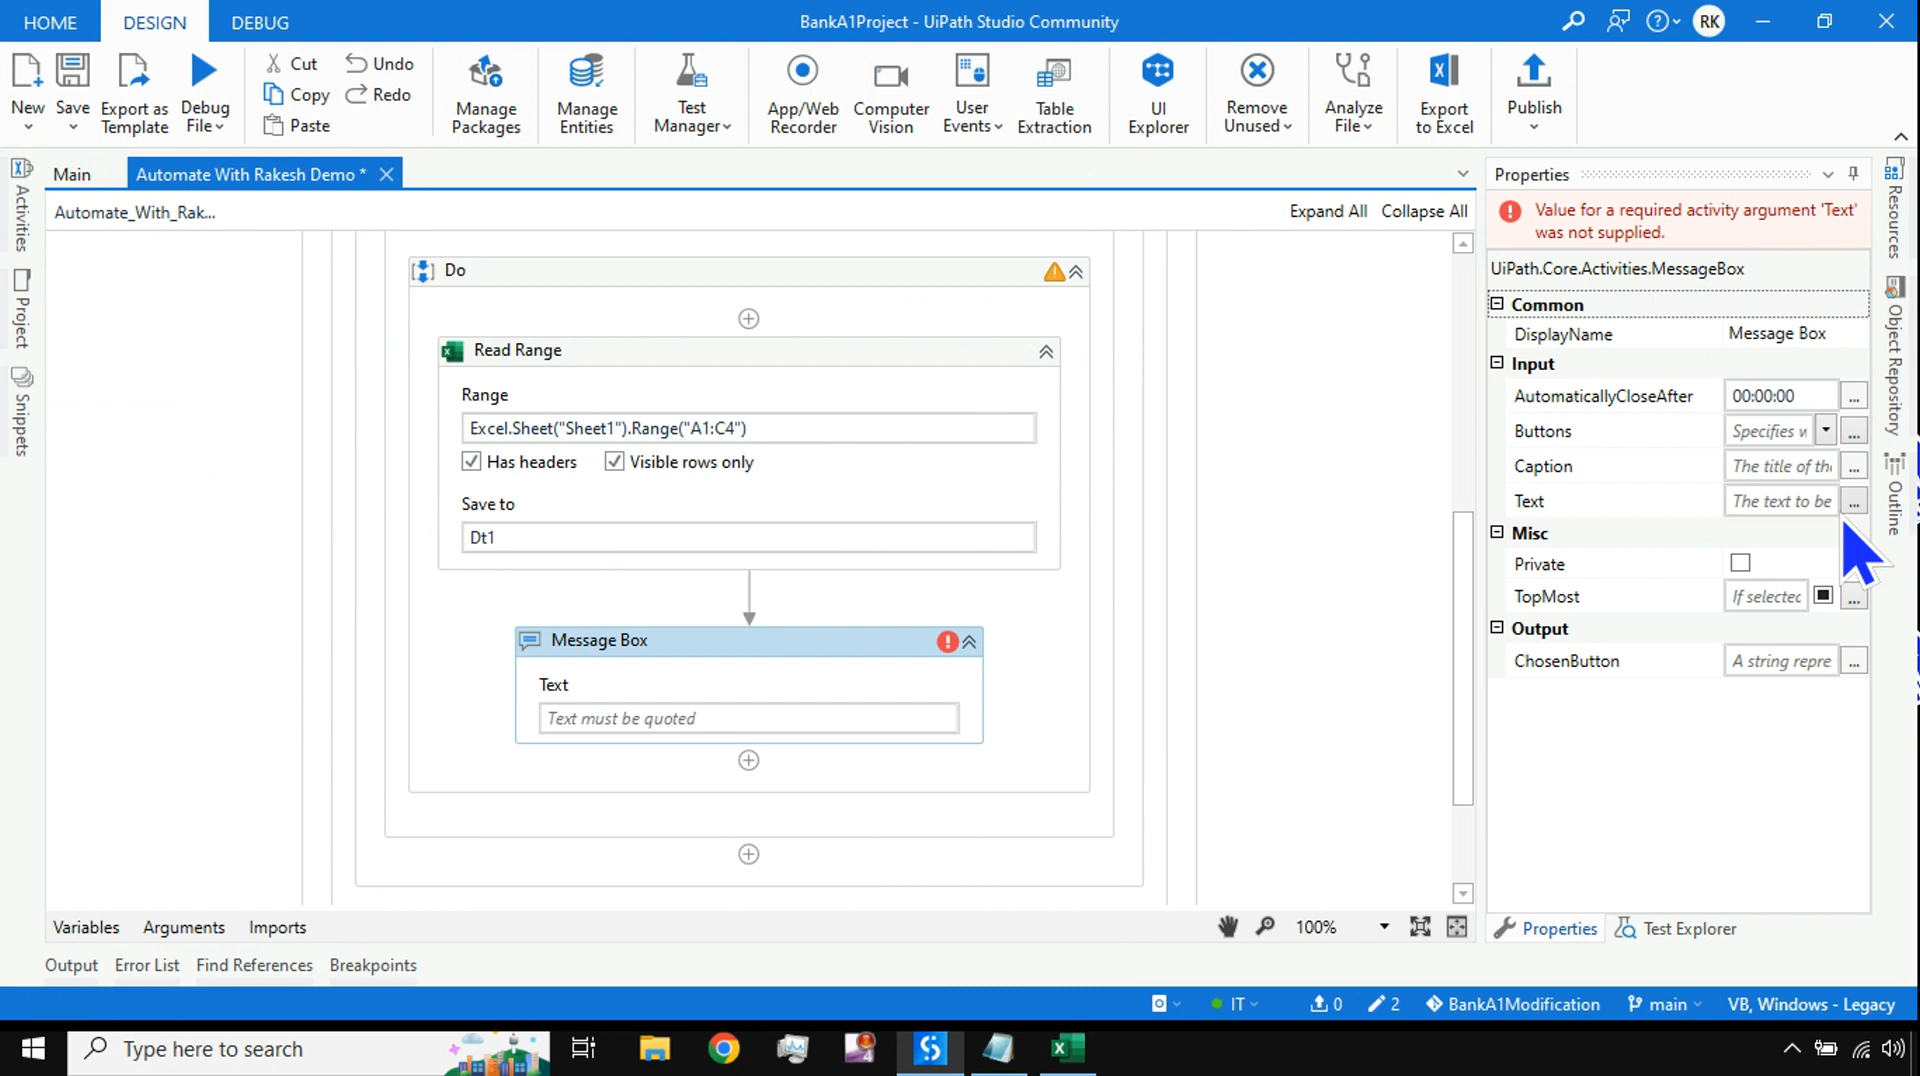 HOME DESIGN DEBUG BankA1Project - UiPath Studio Community RK
New Save Export as Template Debug File Cut Copy Paste Undo Redo Manage Packages Manage Entities Test Manager App/Web Recorder Computer Vision User Events Table Extraction UI Explorer Remove Unused Analyze File Export to Excel Publish
Main Automate With Rakesh Demo *
Automate_With_Rak... Expand All Collapse All
Activities
Project
Snippets
Do
Read Range
Range
Excel.Sheet("Sheet1").Range("A1:C4")
Has headers Visible rows only
Save to
Dt1
Message Box
Text
Text must be quoted
Properties
Value for a required activity argument 'Text'
was not supplied.
UiPath.Core.Activities.MessageBox
Common
DisplayName Message Box
Input
AutomaticallyCloseAfter 00:00:00 ...
Buttons Specifies w ...
Caption The title of th ...
Text The text to be ...
Misc
Private
TopMost If selected ...
Output
ChosenButton A string repre ...
Resources
Object Repository
Outline
Variables Arguments Imports 100% Properties Test Explorer
Output Error List Find References Breakpoints
IT 0 2 BankA1Modification main VB, Windows - Legacy
Type here to search 4